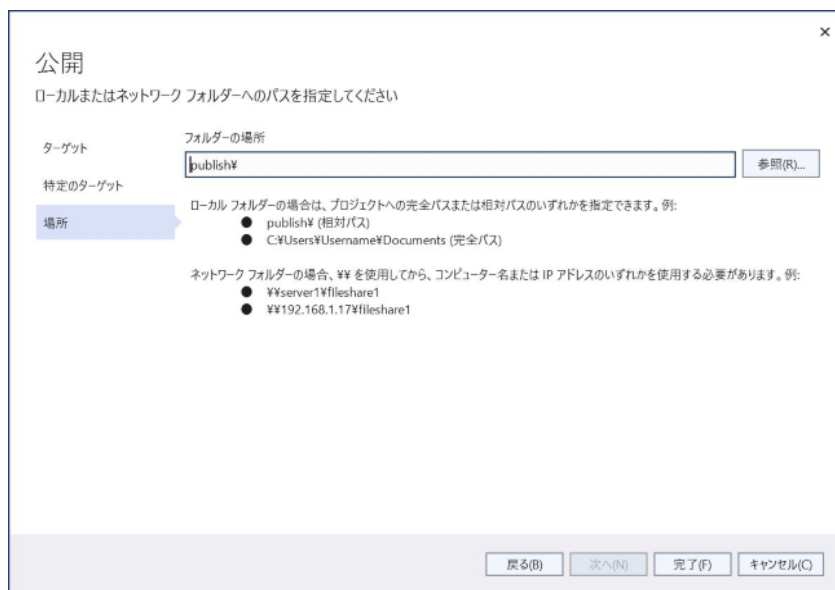 ×
公開
ローカルまたはネットワーク フォルダーへのパスを指定してください
ターゲット
特定のターゲット
場所
フォルダーの場所
publish¥
参照(R)...
ローカル フォルダーの場合は、プロジェクトへの完全パスまたは相対パスのいずれかを指定できます。例:
● publish¥ (相対パス)
● C:¥Users¥Username¥Documents (完全パス)
ネットワーク フォルダーの場合、¥¥ を使用してから、コンピューター名または IP アドレスのいずれかを使用する必要があります。例:
● ¥¥server1¥fileshare1
● ¥¥192.168.1.17¥fileshare1
戻る(B) 次へ(N) 完了(F) キャンセル(C)